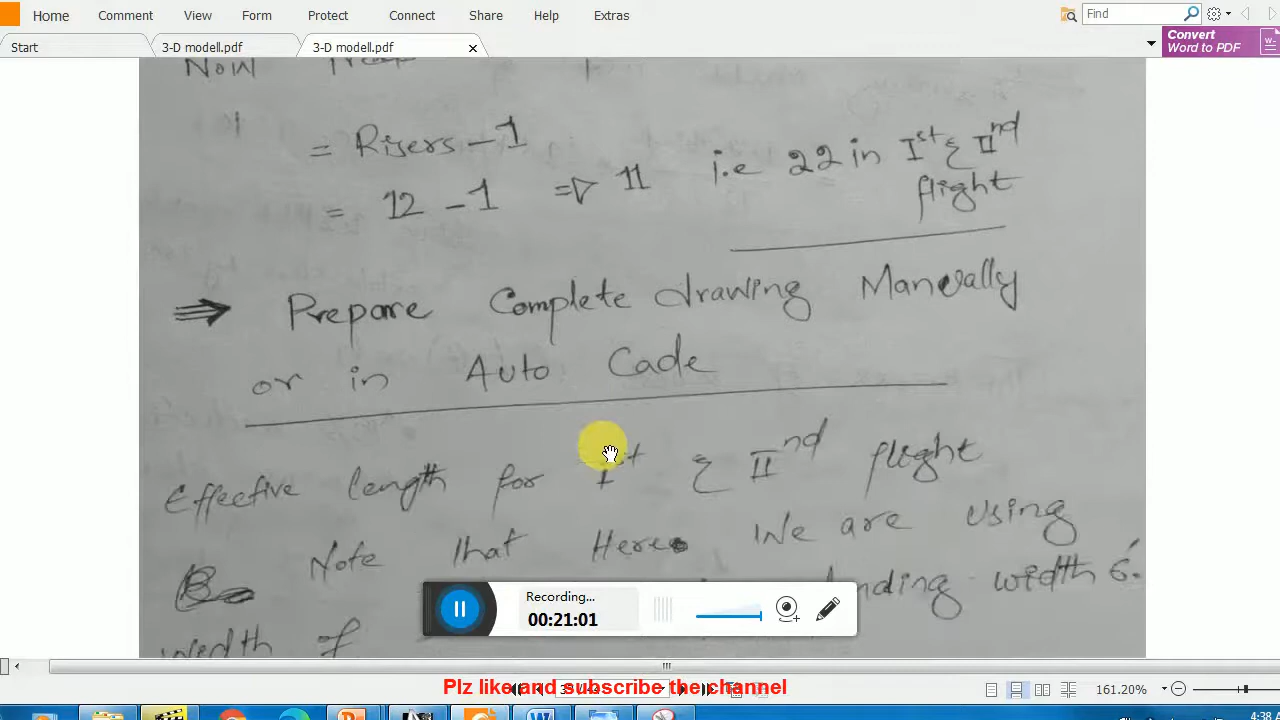 Home Comment View Form Protect Connect Share Help Extras Find
Start 3-D modell.pdf 3-D modell.pdf × Convert Word to PDF
Now
= Risers - 1
= 12 - 1 => 11 i.e 22 in Ist & IInd flight
=> Prepare Complete drawing Manually
or in Auto Cade
Effective length for Ist & IInd flight
Note that Here We are using
width of landing width 6'
Recording...
00:21:01
Plz like and subscribe the channel
161.20%